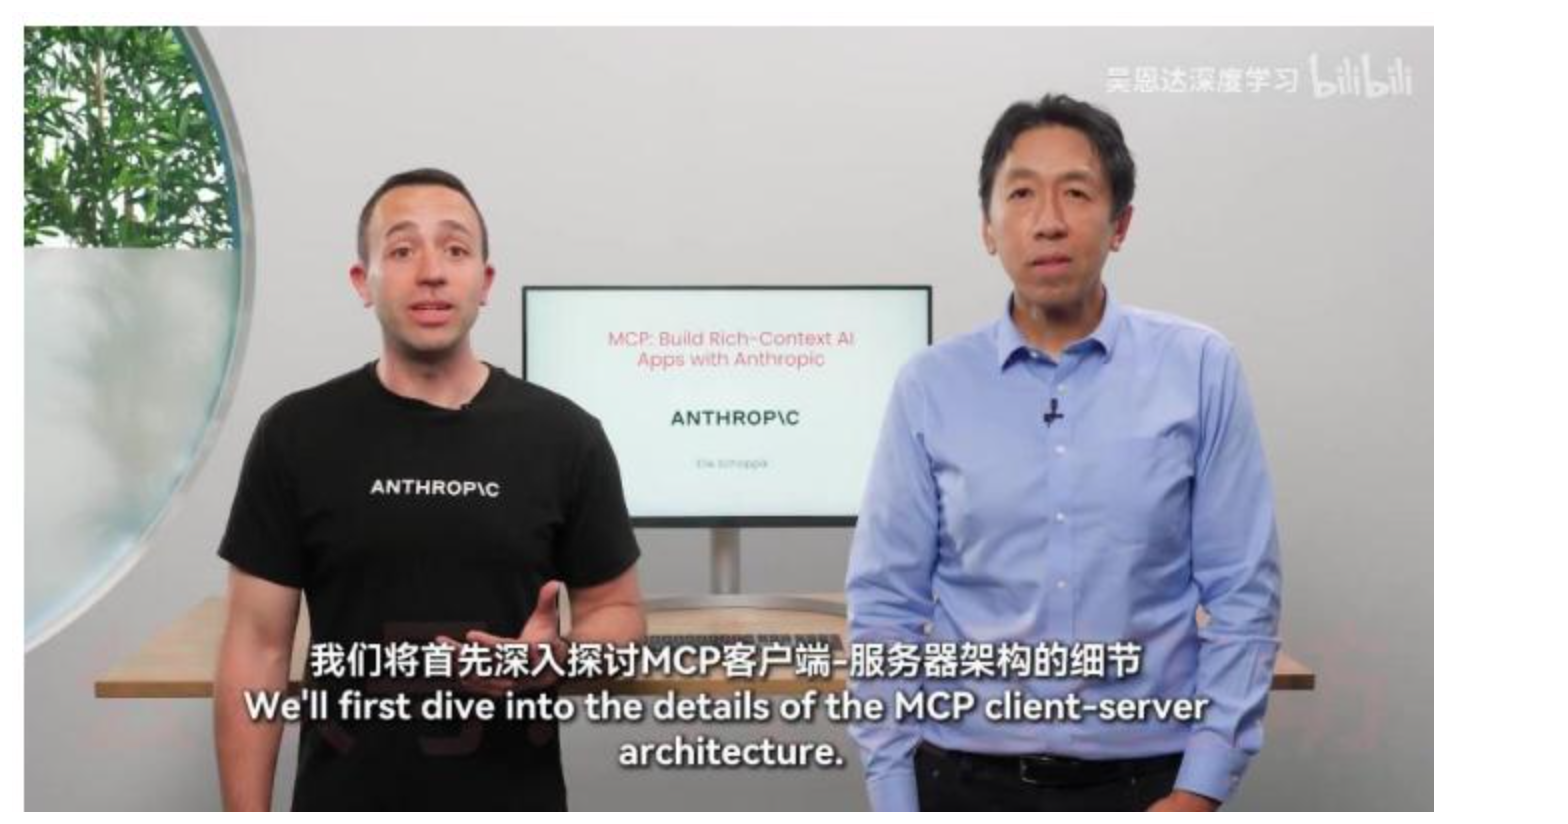 吴恩达深度学习 bilibili
MCP: Build Rich-Context AI
Apps with Anthropic
ANTHROP\C
ANTHROP\C
我们将首先深入探讨MCP客户端-服务器架构的细节
We'll first dive into the details of the MCP client-server
architecture.